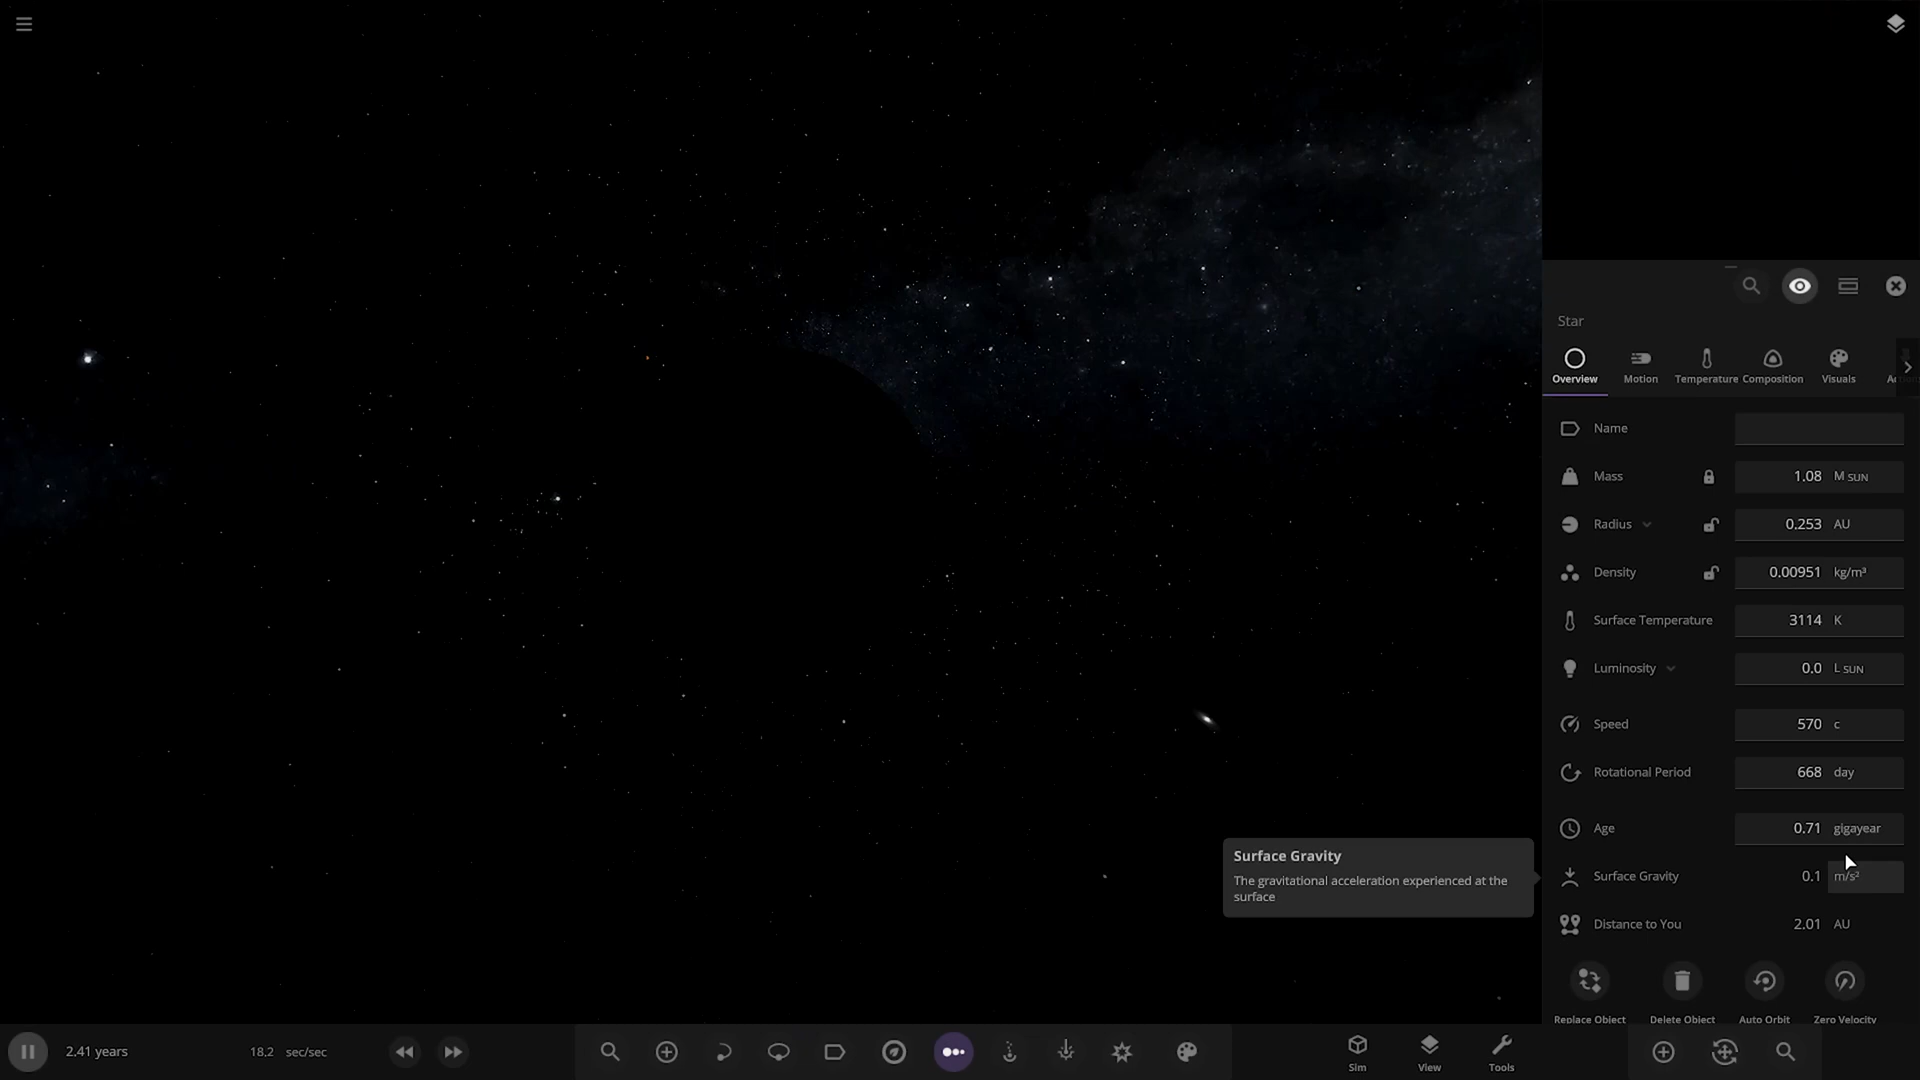 Star
Overview
Motion
Temperature
Composition
Visuals
Name
Mass 1.08 M SUN
Radius 0.253 AU
Density 0.00951 kg/m³
Surface Temperature 3114 K
Luminosity 0.0 L SUN
Speed 570 c
Rotational Period 668 day
Age 0.71 gigayear
Surface Gravity 0.1 m/s²
Distance to You 2.01 AU
Surface Gravity
The gravitational acceleration experienced at the
surface
Replace Object
Delete Object
Auto Orbit
Zero Velocity
2.41 years
18.2 sec/sec
Sim
View
Tools